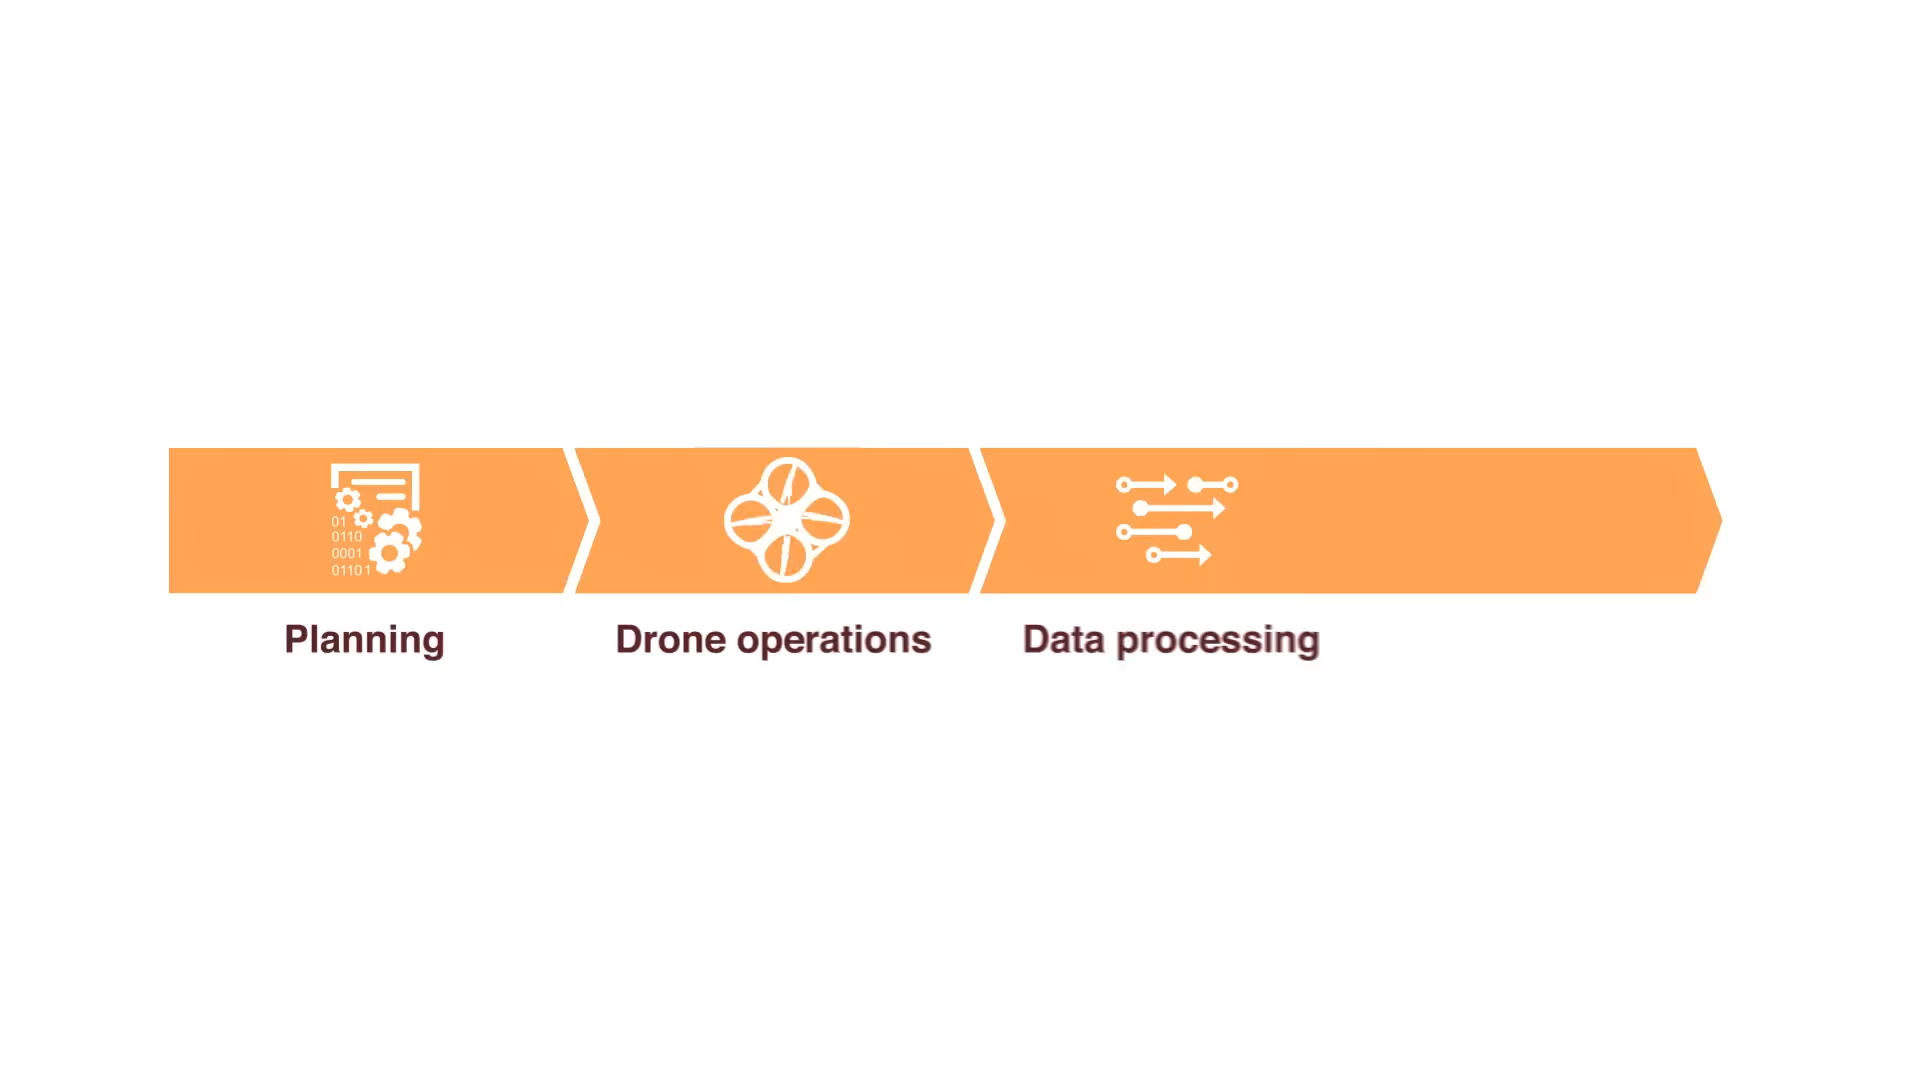 01
0110
0001
01101
Planning
Drone operations
Data processing